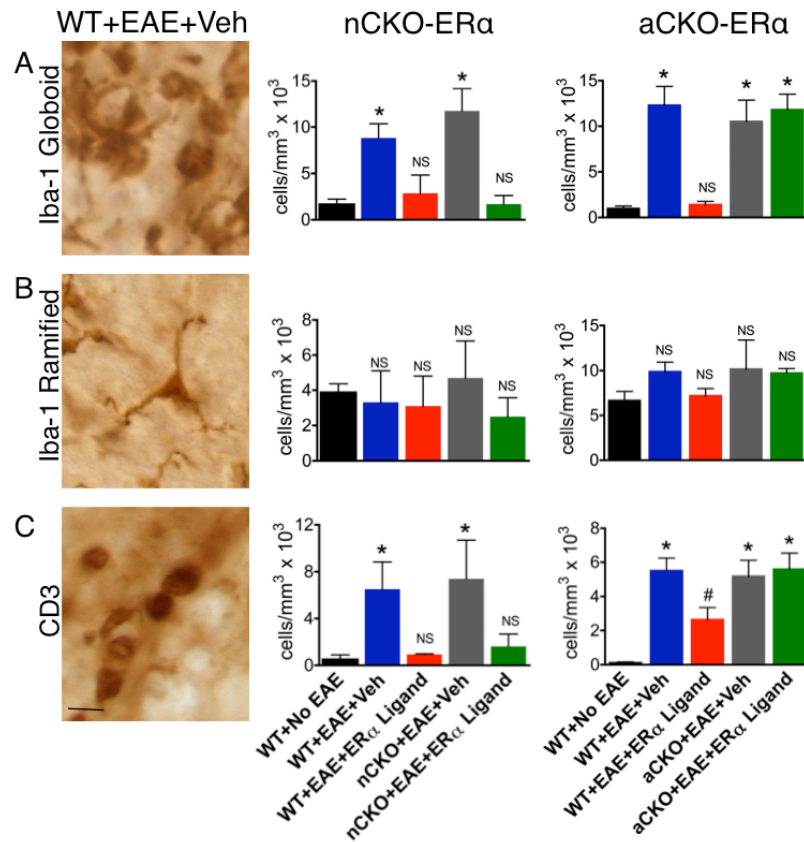 WT+EAE+Veh
nCKO-ERα
aCKO-ERα
A
Iba-1 Globoid
cells/mm³ x 10³
15
10
5
0
*
NS
*
NS
cells/mm³ x 10³
15
10
5
0
*
NS
*
*
B
Iba-1 Ramified
cells/mm³ x 10³
8
6
4
2
0
NS
NS
NS
NS
cells/mm³ x 10³
15
10
5
0
NS
NS
NS
NS
C
CD3
cells/mm³ x 10³
12
8
4
0
*
NS
*
NS
cells/mm³ x 10³
8
6
4
2
0
*
#
*
*
WT+No EAE
WT+EAE+Veh
WT+EAE+ERα Ligand
nCKO+EAE+Veh
nCKO+EAE+ERα Ligand
WT+No EAE
WT+EAE+Veh
WT+EAE+ERα Ligand
aCKO+EAE+Veh
aCKO+EAE+ERα Ligand